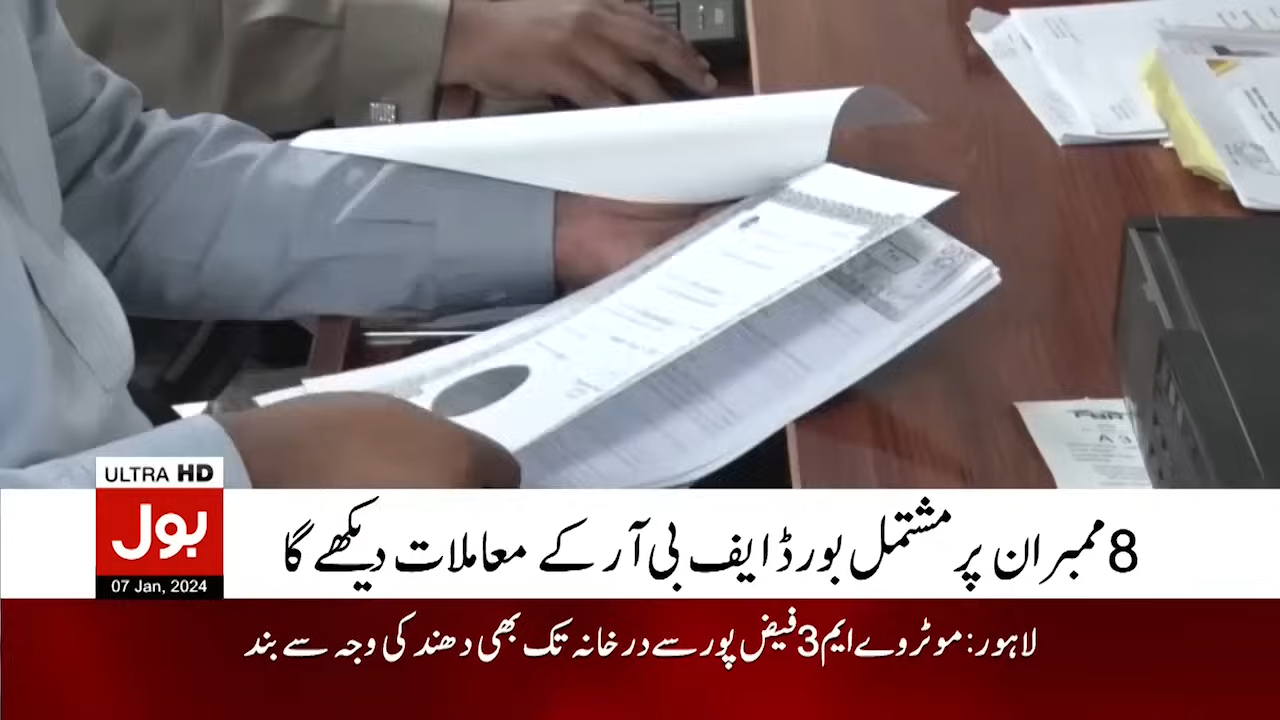 ULTRA HD
بول
07 Jan, 2024
8 ممبران پر مشتمل بورڈ ایف بی آر کے معاملات دیکھے گا
لاہور: موٹروے ایم 3 فیض پور سے درخانہ تک بھی دھند کی وجہ سے بند